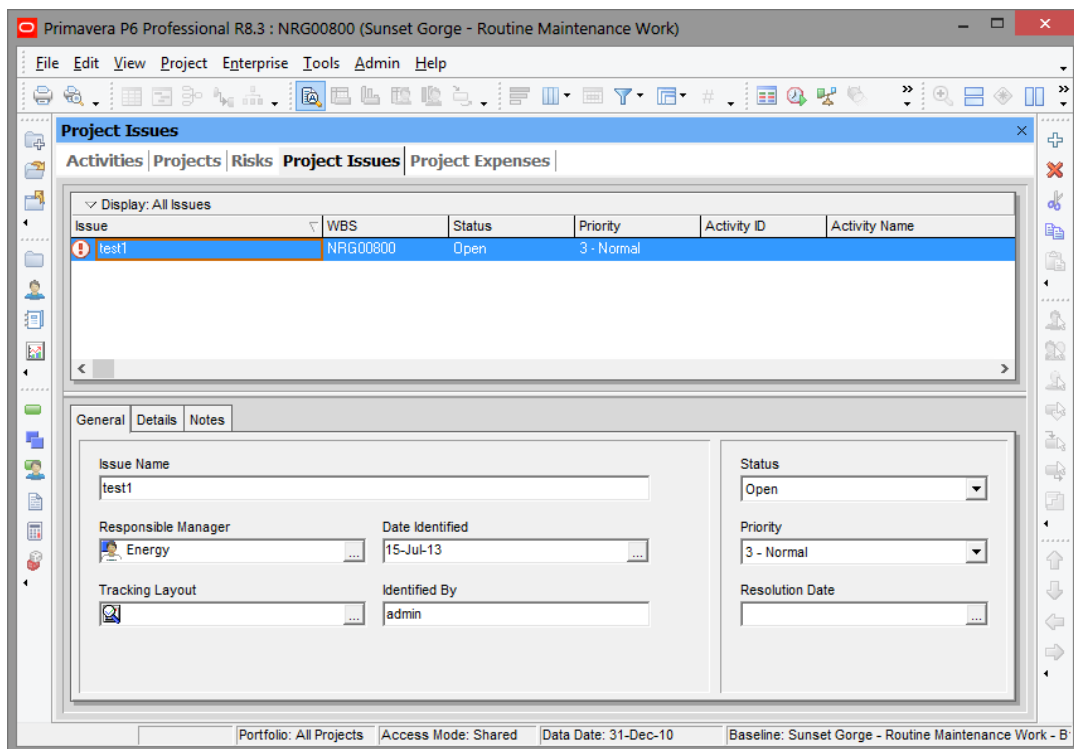 Primavera P6 Professional R8.3 : NRG00800 (Sunset Gorge - Routine Maintenance Work)
File Edit View Project Enterprise Tools Admin Help
Project Issues
Activities Projects Risks Project Issues Project Expenses
Display: All Issues
Issue WBS Status Priority Activity ID Activity Name
test1 NRG00800 Open 3 - Normal
General Details Notes
Issue Name
test1
Status
Open
Responsible Manager Date Identified
Energy ... 15-Jul-13 ...
Priority
3 - Normal
Tracking Layout Identified By
... admin
Resolution Date
...
Portfolio: All Projects Access Mode: Shared Data Date: 31-Dec-10 Baseline: Sunset Gorge - Routine Maintenance Work - B